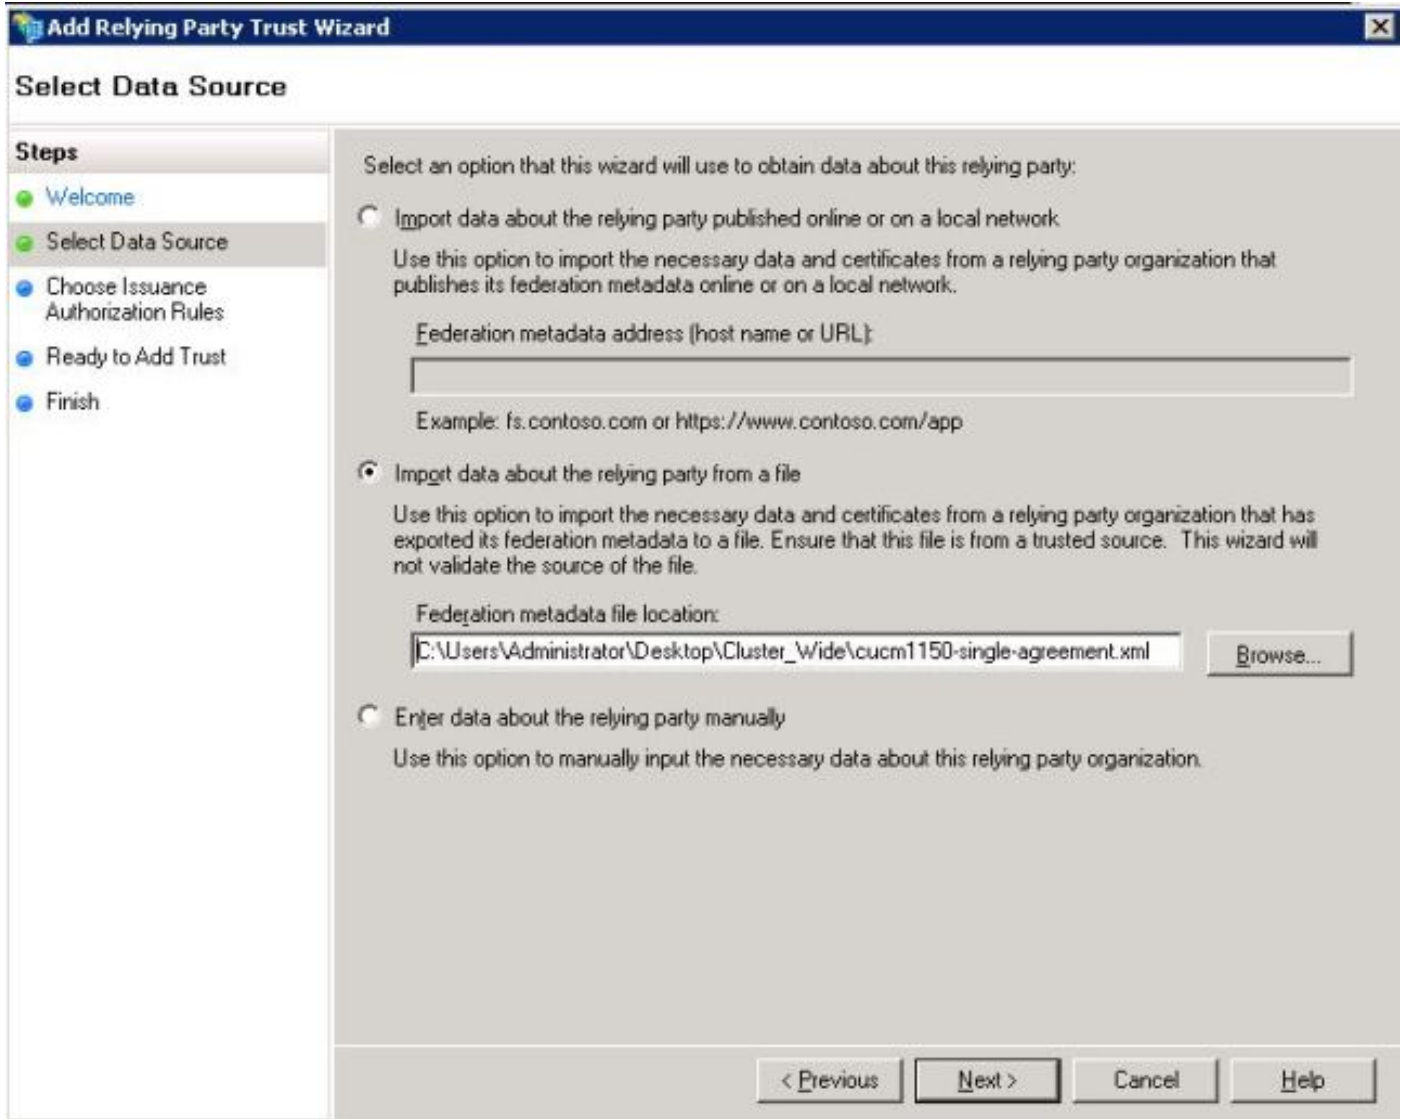 Add Relying Party Trust Wizard
Select Data Source
Steps
Welcome
Select Data Source
Choose Issuance
Authorization Rules
Ready to Add Trust
Finish
Select an option that this wizard will use to obtain data about this relying party:
Import data about the relying party published online or on a local network
Use this option to import the necessary data and certificates from a relying party organization that
publishes its federation metadata online or on a local network.
Federation metadata address (host name or URL):
Example: fs.contoso.com or https://www.contoso.com/app
Import data about the relying party from a file
Use this option to import the necessary data and certificates from a relying party organization that has
exported its federation metadata to a file. Ensure that this file is from a trusted source. This wizard will
not validate the source of the file.
Federation metadata file location:
C:\Users\Administrator\Desktop\Cluster_Wide\cucm1150-single-agreement.xml
Browse...
Enter data about the relying party manually
Use this option to manually input the necessary data about this relying party organization.
< Previous
Next >
Cancel
Help